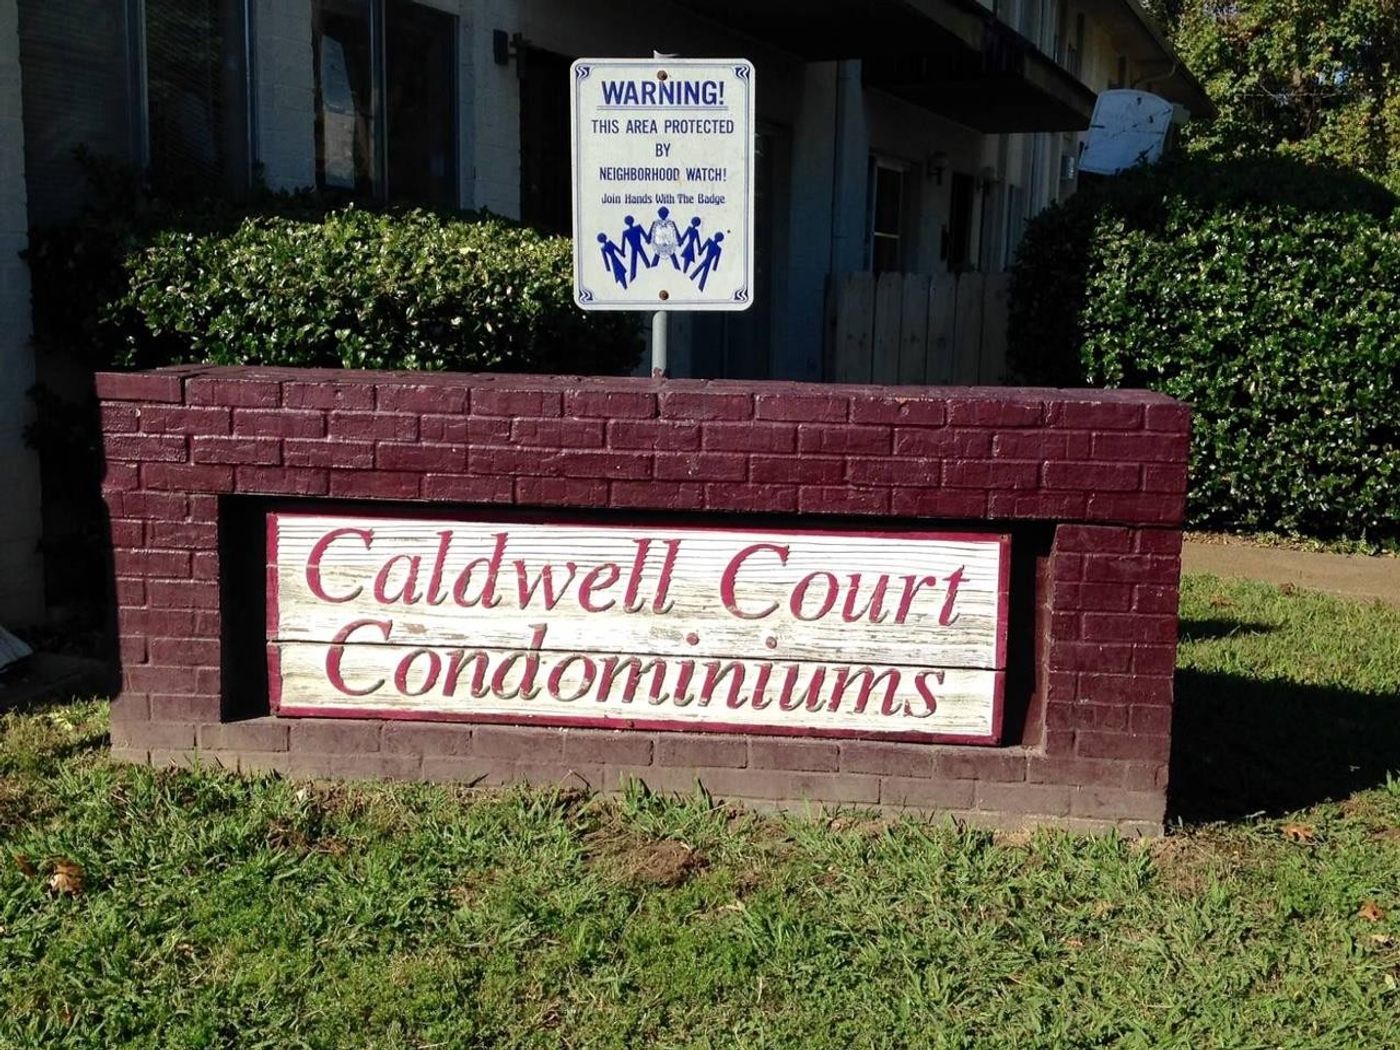 WARNING!
THIS AREA PROTECTED
BY
NEIGHBORHOOD WATCH!
Join Hands With The Badge
Caldwell Court
Condominiums